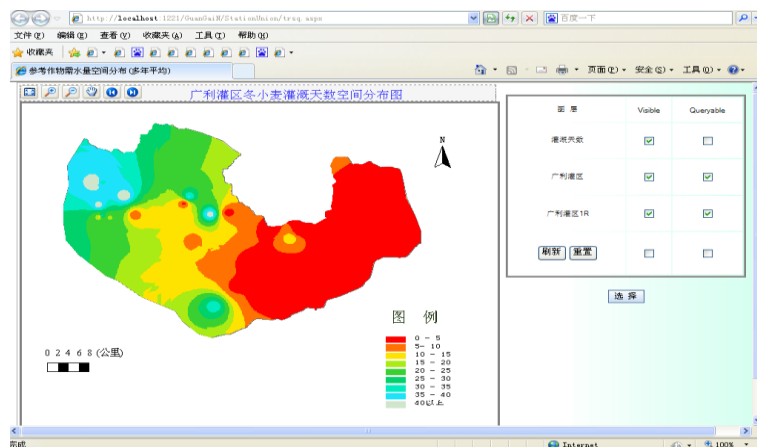 http://localhost:1221/GuanGaiN/StationUnion/trsq.aspx
百度一下
文件(F) 编辑(E) 查看(V) 收藏夹(A) 工具(T) 帮助(H)
收藏夹
参考作物需水量空间分布(多年平均)
页面(P) 安全(S) 工具(O)
广利灌区冬小麦灌溉天数空间分布图
N
图例
0 - 5
5- 10
10 - 15
15 - 20
20 - 25
25 - 30
30 - 35
35 - 40
40以上
0 2 4 6 8 (公里)
图层 Visible Queryable
灌溉天数
广利灌区
广利灌区1R
刷新 重置
选择
完成 Internet 100%